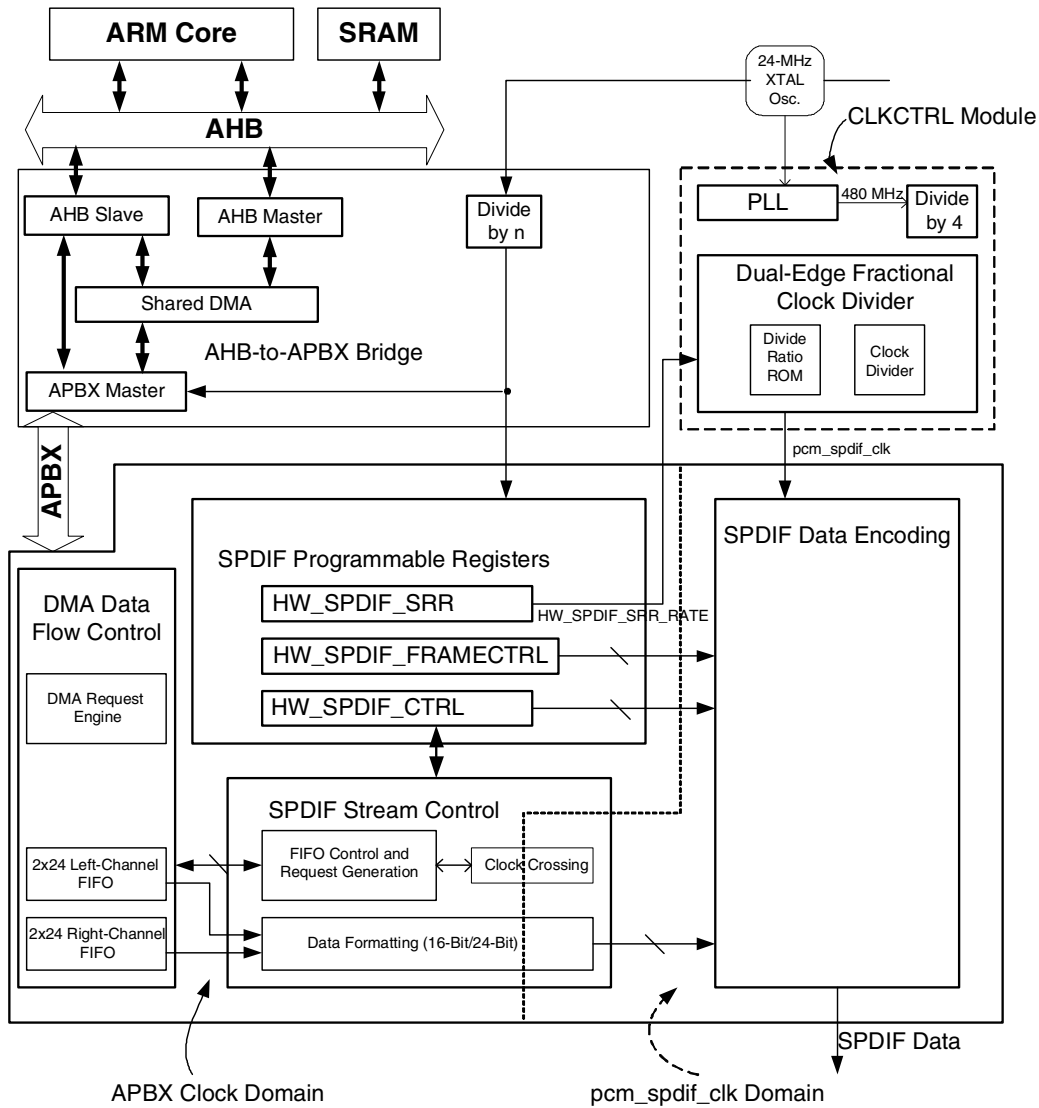 ARM Core
SRAM
24-MHz
XTAL
Osc.
AHB
CLKCTRL Module
AHB Slave
AHB Master
Divide
by n
PLL
480 MHz
Divide
by 4
Shared DMA
Dual-Edge Fractional
Clock Divider
AHB-to-APBX Bridge
Divide
Ratio
ROM
Clock
Divider
APBX Master
APBX
pcm_spdif_clk
SPDIF Programmable Registers
SPDIF Data Encoding
DMA Data
Flow Control
HW_SPDIF_SRR
HW_SPDIF_SRR_RATE
HW_SPDIF_FRAMECTRL
DMA Request
Engine
HW_SPDIF_CTRL
SPDIF Stream Control
2x24 Left-Channel
FIFO
FIFO Control and
Request Generation
Clock Crossing
2x24 Right-Channel
FIFO
Data Formatting (16-Bit/24-Bit)
SPDIF Data
APBX Clock Domain
pcm_spdif_clk Domain